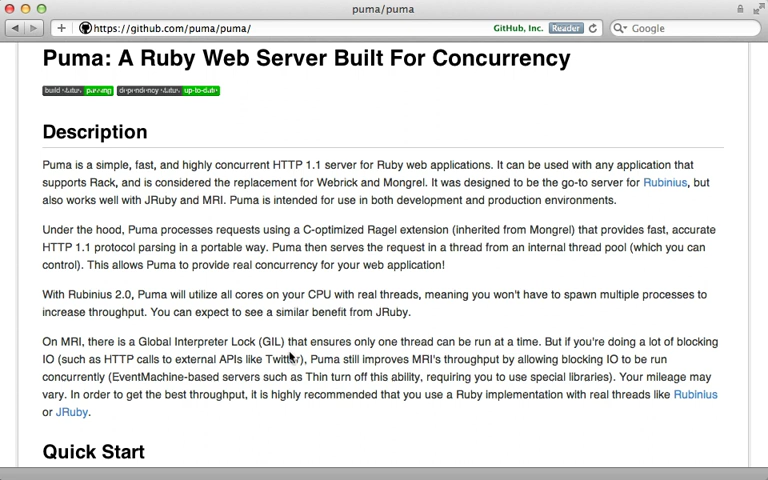 puma/puma
https://github.com/puma/puma/
GitHub, Inc.
Reader
Google
Puma: A Ruby Web Server Built For Concurrency
build status passing dependency status up-to-date
Description
Puma is a simple, fast, and highly concurrent HTTP 1.1 server for Ruby web applications. It can be used with any application that
supports Rack, and is considered the replacement for Webrick and Mongrel. It was designed to be the go-to server for Rubinius, but
also works well with JRuby and MRI. Puma is intended for use in both development and production environments.
Under the hood, Puma processes requests using a C-optimized Ragel extension (inherited from Mongrel) that provides fast, accurate
HTTP 1.1 protocol parsing in a portable way. Puma then serves the request in a thread from an internal thread pool (which you can
control). This allows Puma to provide real concurrency for your web application!
With Rubinius 2.0, Puma will utilize all cores on your CPU with real threads, meaning you won't have to spawn multiple processes to
increase throughput. You can expect to see a similar benefit from JRuby.
On MRI, there is a Global Interpreter Lock (GIL) that ensures only one thread can be run at a time. But if you're doing a lot of blocking
IO (such as HTTP calls to external APIs like Twitter), Puma still improves MRI's throughput by allowing blocking IO to be run
concurrently (EventMachine-based servers such as Thin turn off this ability, requiring you to use special libraries). Your mileage may
vary. In order to get the best throughput, it is highly recommended that you use a Ruby implementation with real threads like Rubinius
or JRuby.
Quick Start